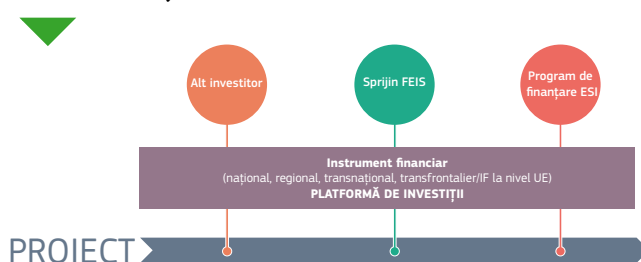 Alt investitor
Sprijin FEIS
Program de
finanțare ESI
Instrument financiar
(național, regional, transnațional, transfrontalier/IF la nivel UE)
PLATFORMĂ DE INVESTIȚII
PROIECT